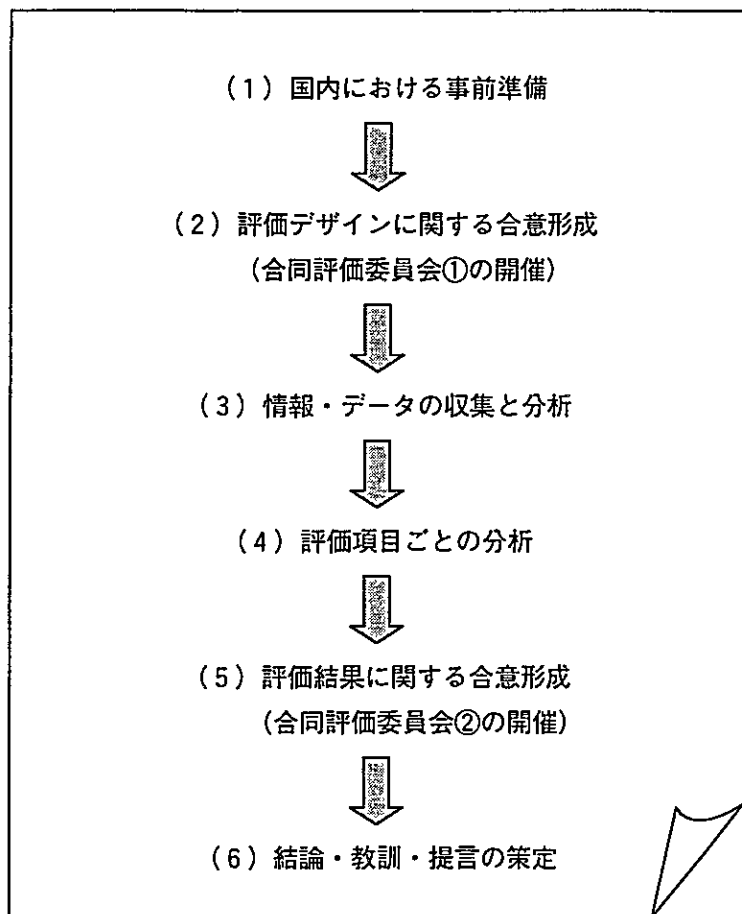 （1）国内における事前準備
（2）評価デザインに関する合意形成
（合同評価委員会①の開催）
（3）情報・データの収集と分析
（4）評価項目ごとの分析
（5）評価結果に関する合意形成
（合同評価委員会②の開催）
（6）結論・教訓・提言の策定